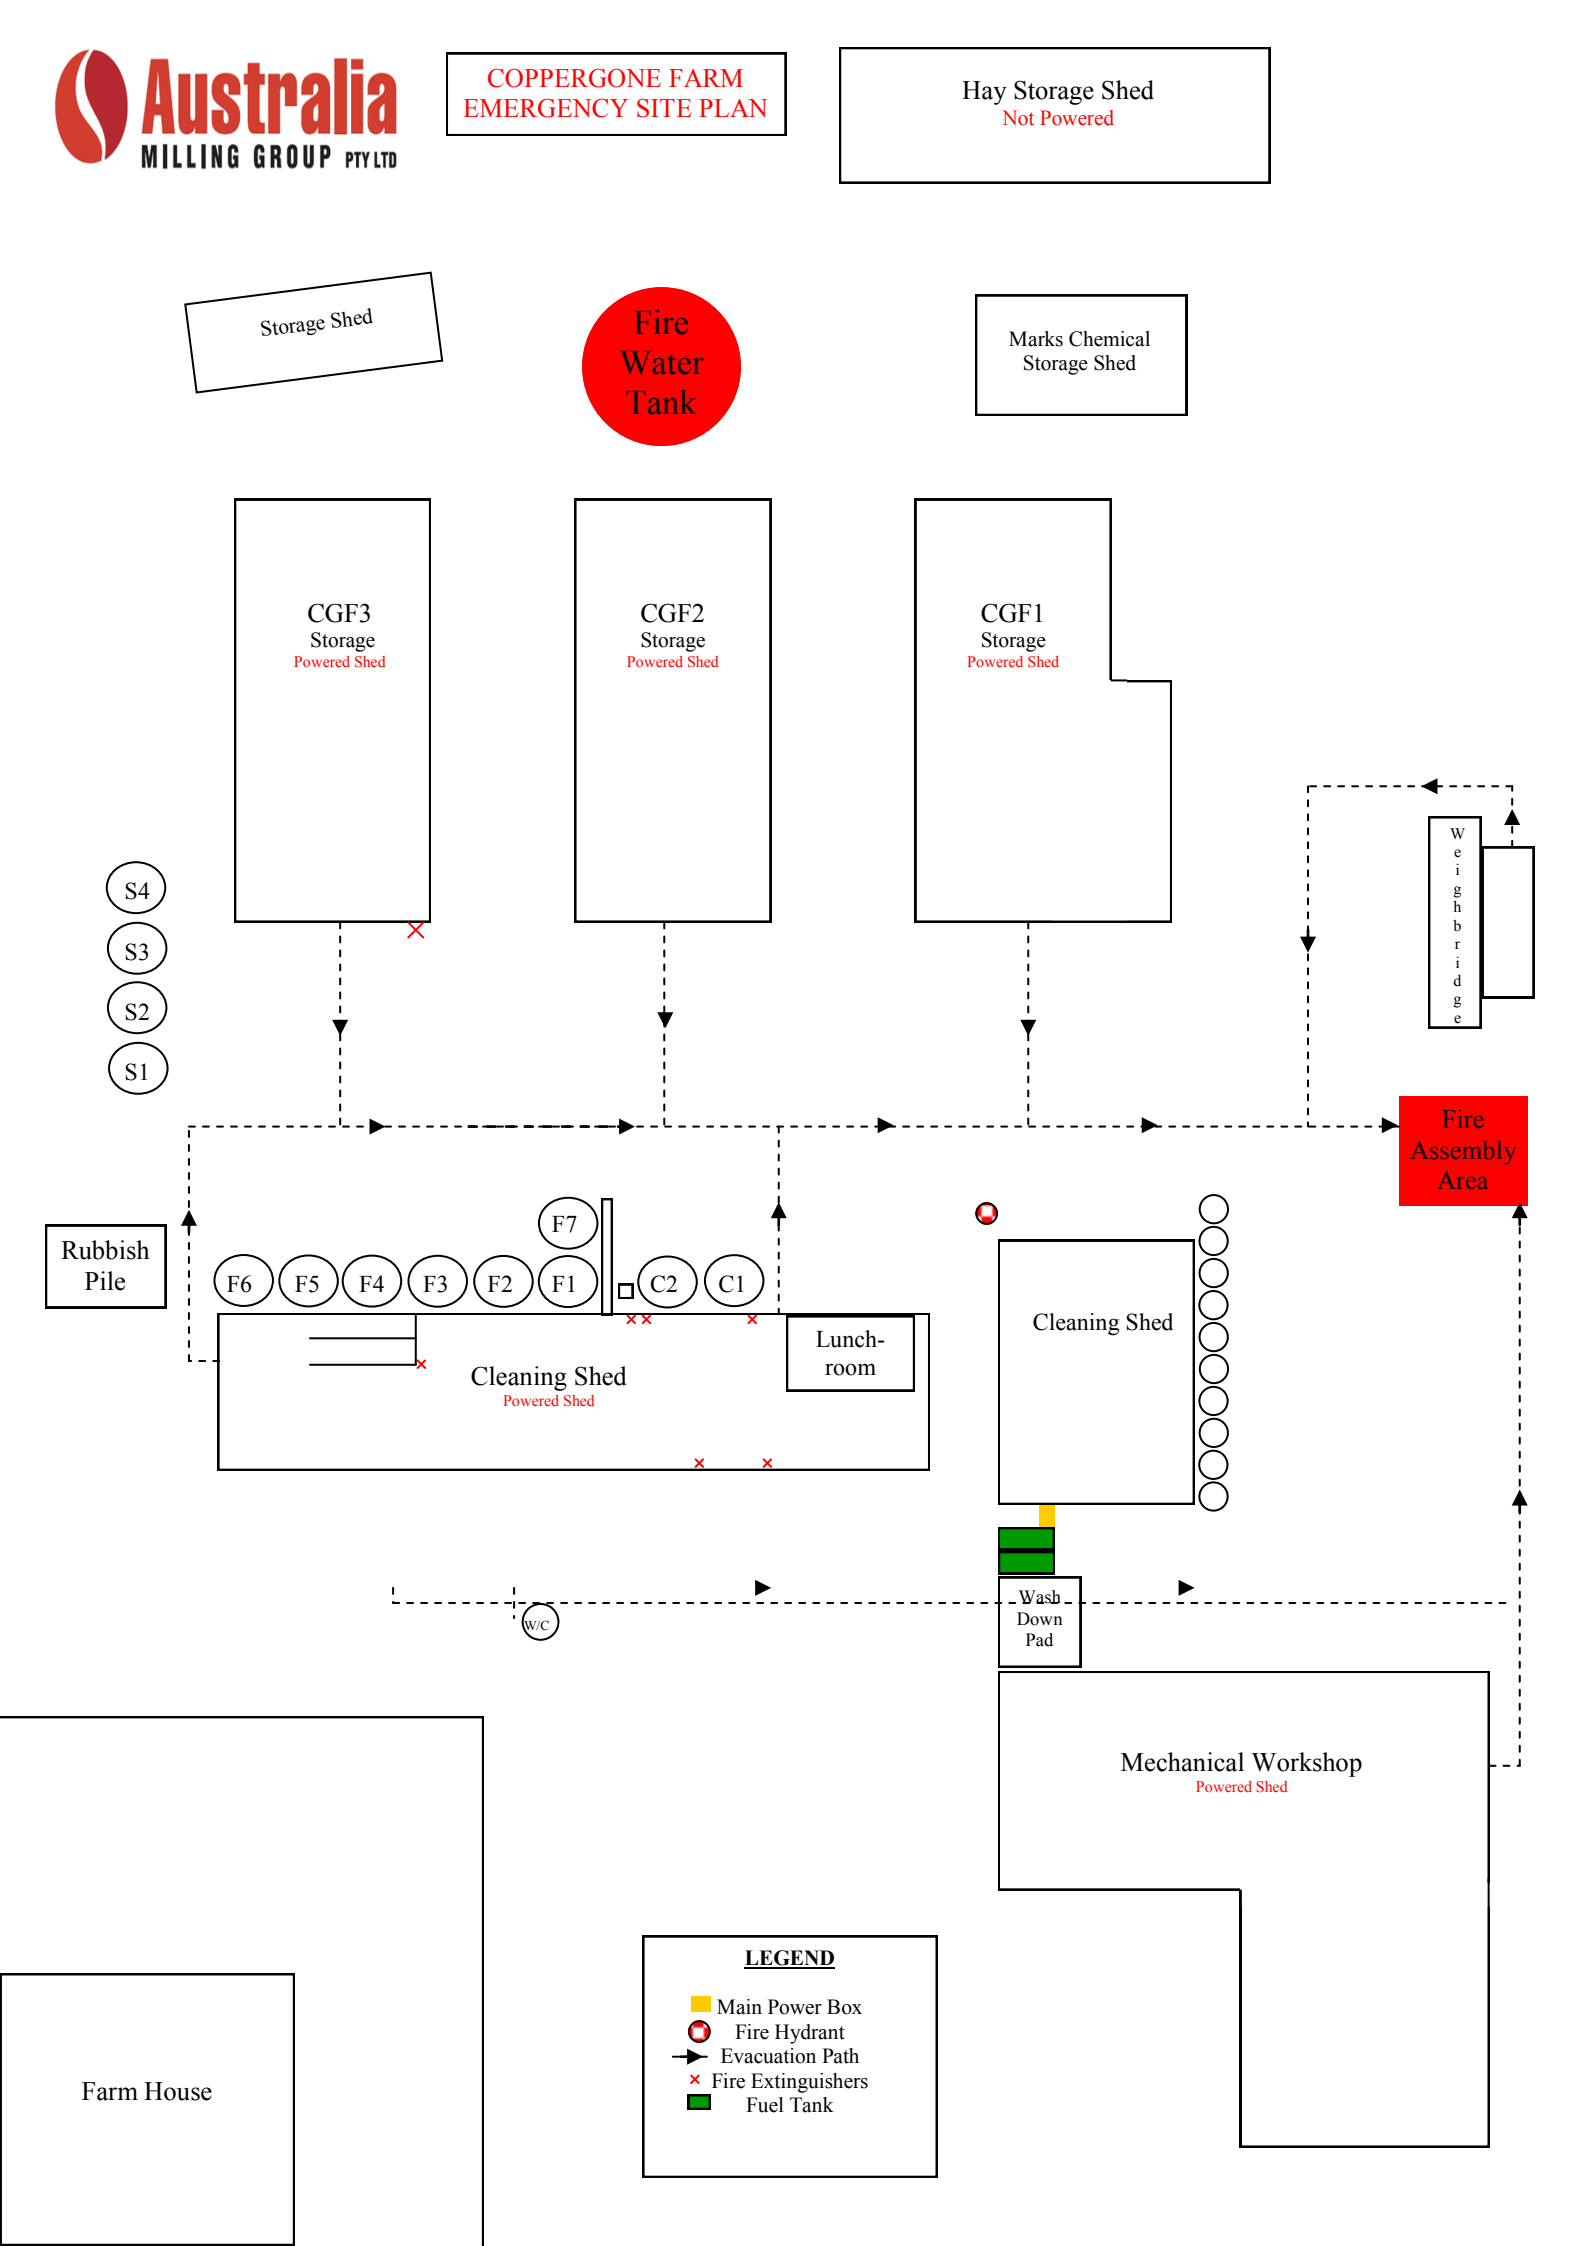 Australia
MILLING GROUP PTY LTD
COPPERGONE FARM
EMERGENCY SITE PLAN
Hay Storage Shed
Not Powered
Storage Shed
Fire
Water
Tank
Marks Chemical
Storage Shed
CGF3
Storage
Powered Shed
CGF2
Storage
Powered Shed
CGF1
Storage
Powered Shed
W
e
i
g
h
b
r
i
d
g
e
S4
S3
S2
S1
Fire
Assembly
Area
Rubbish
Pile
F7
F6
F5
F4
F3
F2
F1
C2
C1
Lunch-
room
Cleaning Shed
Powered Shed
Cleaning Shed
W/C
Wash
Down
Pad
Mechanical Workshop
Powered Shed
Farm House
LEGEND
Main Power Box
Fire Hydrant
Evacuation Path
Fire Extinguishers
Fuel Tank